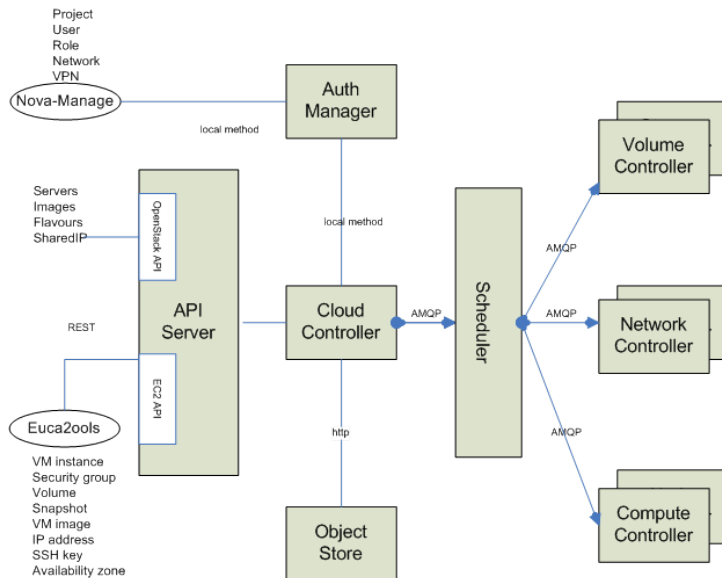 Project
User
Role
Network
VPN
Nova-Manage
local method
Auth
Manager
local method
Servers
Images
Flavours
SharedIP
OpenStack API
API
Server
REST
EC2 API
Euca2ools
VM instance
Security group
Volume
Snapshot
VM image
IP address
SSH key
Availability zone
Cloud
Controller
AMQP
http
Object
Store
Scheduler
AMQP
AMQP
AMQP
Volume
Controller
Network
Controller
Compute
Controller